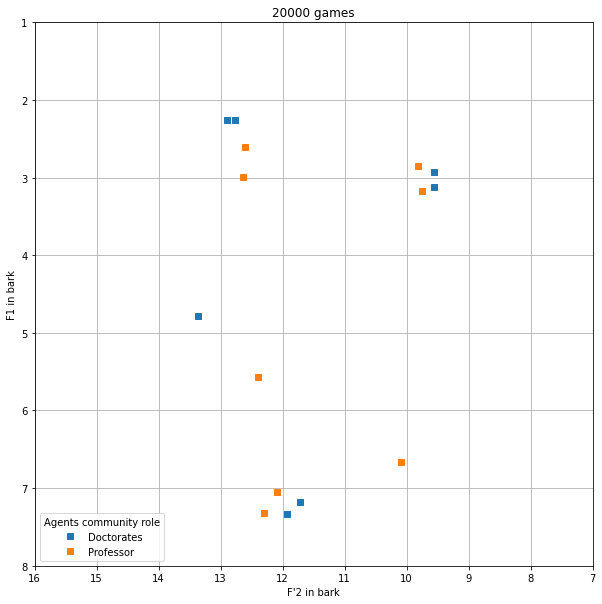 20000 games
1
2
3
4
5
6
7
8
F1 in bark
Agents community role
Doctorates
Professor
16 15 14 13 12 11 10 9 8 7
F'2 in bark